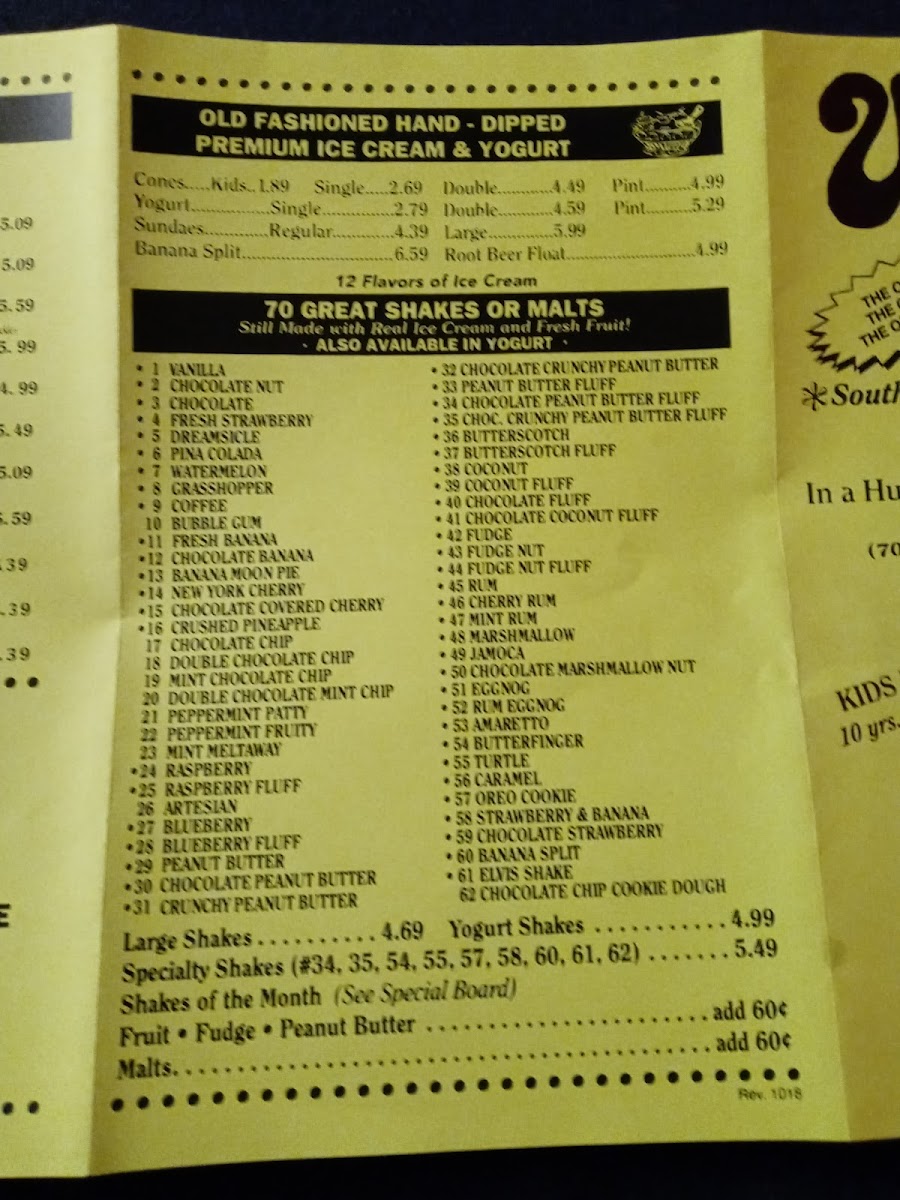 5.09
5.09
5.59
5.99
4.99
5.49
5.09
5.59
.39
.39
.39
E
OLD FASHIONED HAND - DIPPED
PREMIUM ICE CREAM & YOGURT
Cones.....Kids..1.89 Single.....2.69 Double............4.49 Pint..........4.99
Yogurt.................Single...............2.79 Double............4.59 Pint..........5.29
Sundaes.............Regular.............4.39 Large..............5.99
Banana Split.................................6.59 Root Beer Float..........................4.99
12 Flavors of Ice Cream
70 GREAT SHAKES OR MALTS
Still Made with Real Ice Cream and Fresh Fruit!
• ALSO AVAILABLE IN YOGURT •
• 1 VANILLA
• 2 CHOCOLATE NUT
• 3 CHOCOLATE
• 4 FRESH STRAWBERRY
• 5 DREAMSICLE
• 6 PINA COLADA
• 7 WATERMELON
• 8 GRASSHOPPER
• 9 COFFEE
10 BUBBLE GUM
•11 FRESH BANANA
•12 CHOCOLATE BANANA
•13 BANANA MOON PIE
•14 NEW YORK CHERRY
•15 CHOCOLATE COVERED CHERRY
•16 CRUSHED PINEAPPLE
17 CHOCOLATE CHIP
18 DOUBLE CHOCOLATE CHIP
19 MINT CHOCOLATE CHIP
20 DOUBLE CHOCOLATE MINT CHIP
21 PEPPERMINT PATTY
22 PEPPERMINT FRUITY
23 MINT MELTAWAY
•24 RASPBERRY
•25 RASPBERRY FLUFF
26 ARTESIAN
•27 BLUEBERRY
•28 BLUEBERRY FLUFF
•29 PEANUT BUTTER
•30 CHOCOLATE PEANUT BUTTER
•31 CRUNCHY PEANUT BUTTER
• 32 CHOCOLATE CRUNCHY PEANUT BUTTER
• 33 PEANUT BUTTER FLUFF
• 34 CHOCOLATE PEANUT BUTTER FLUFF
• 35 CHOC. CRUNCHY PEANUT BUTTER FLUFF
• 36 BUTTERSCOTCH
• 37 BUTTERSCOTCH FLUFF
• 38 COCONUT
• 39 COCONUT FLUFF
• 40 CHOCOLATE FLUFF
• 41 CHOCOLATE COCONUT FLUFF
• 42 FUDGE
• 43 FUDGE NUT
• 44 FUDGE NUT FLUFF
• 45 RUM
• 46 CHERRY RUM
• 47 MINT RUM
• 48 MARSHMALLOW
• 49 JAMOCA
• 50 CHOCOLATE MARSHMALLOW NUT
• 51 EGGNOG
• 52 RUM EGGNOG
• 53 AMARETTO
• 54 BUTTERFINGER
• 55 TURTLE
• 56 CARAMEL
• 57 OREO COOKIE
• 58 STRAWBERRY & BANANA
• 59 CHOCOLATE STRAWBERRY
• 60 BANANA SPLIT
• 61 ELVIS SHAKE
62 CHOCOLATE CHIP COOKIE DOUGH
Large Shakes .......... 4.69 Yogurt Shakes ........... 4.99
Specialty Shakes (#34, 35, 54, 55, 57, 58, 60, 61, 62) ....... 5.49
Shakes of the Month (See Special Board)
Fruit • Fudge • Peanut Butter ........................ add 60¢
Malts........................................ add 60¢
Rev. 1018
THE O
THE
THE O
*South
In a Hu
(70
KIDS
10 yrs.